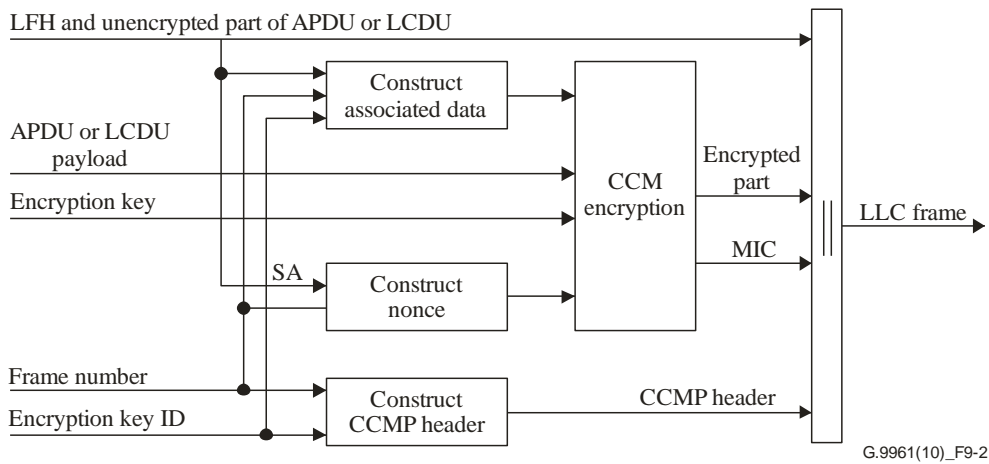 LFH and unencrypted part of APDU or LCDU
Construct
associated data
APDU or LCDU
payload
Encryption key
CCM
encryption
Encrypted
part
MIC
||
LLC frame
SA
Construct
nonce
Frame number
Encryption key ID
Construct
CCMP header
CCMP header
G.9961(10)_F9-2